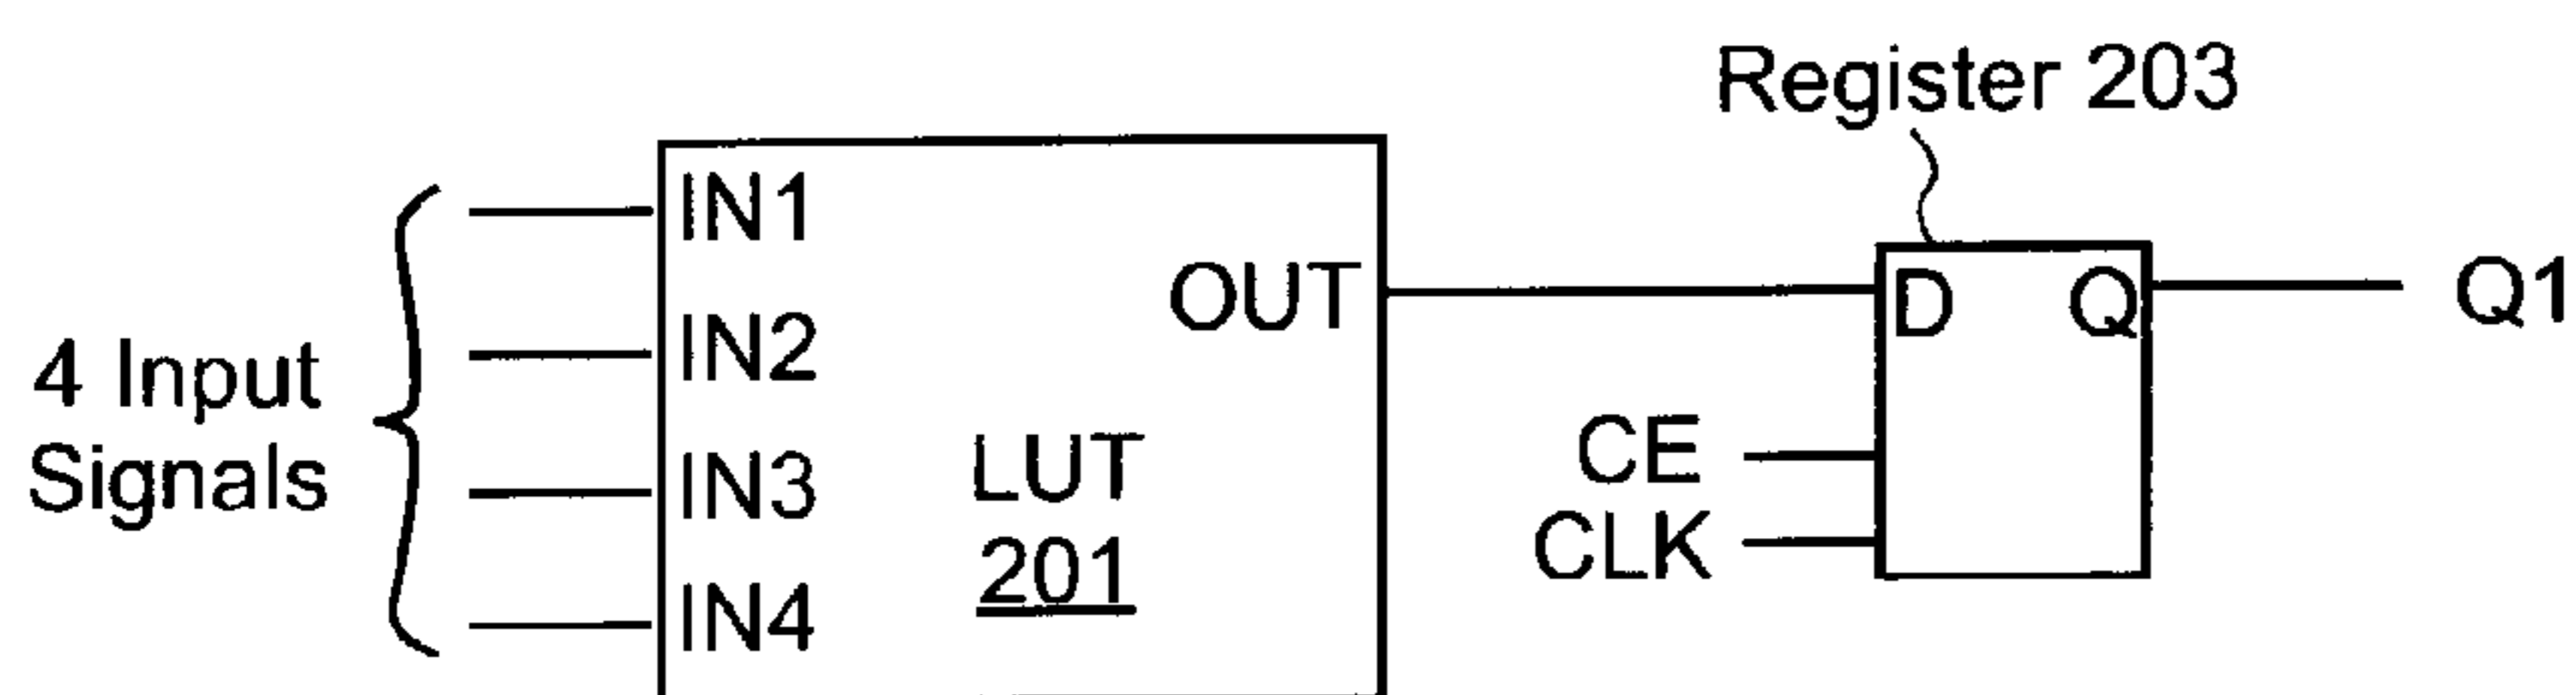 Register 203
4 Input
Signals
IN1
IN2
IN3
IN4
OUT
LUT
201
D
Q
CE
CLK
Q1